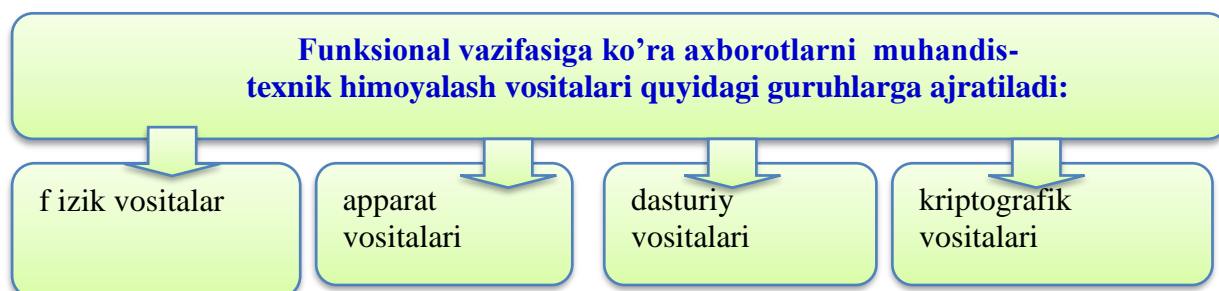 Funksional vazifasiga ko’ra axborotlarni muhandis-
texnik himoyalash vositalari quyidagi guruhlarga ajratiladi:
f izik vositalar
apparat
vositalari
dasturiy
vositalari
kriptografik
vositalari